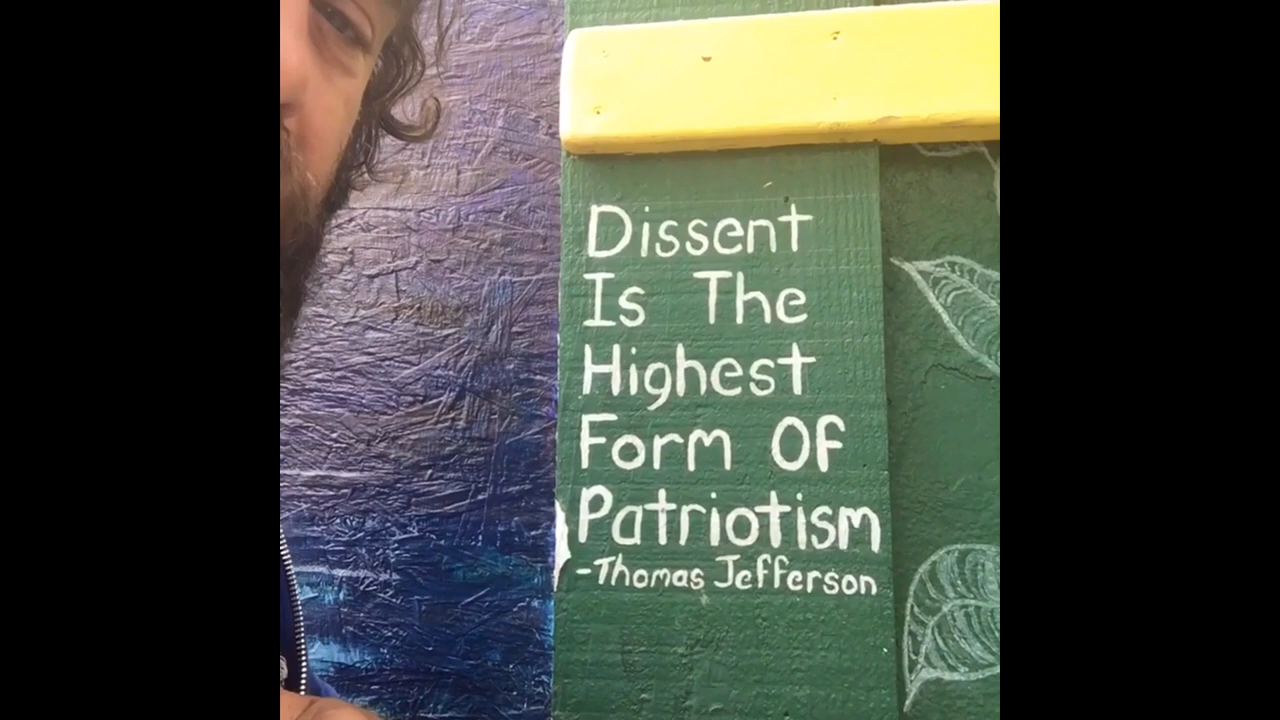 Dissent
Is The
Highest
Form Of
Patriotism
-Thomas Jefferson